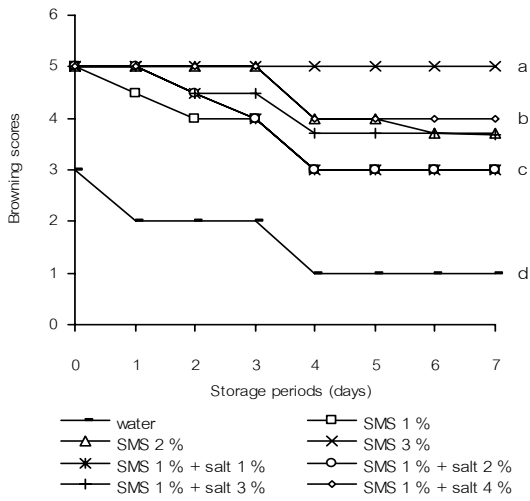 6
5
4
3
2
1
0
Browning scores
a
b
c
d
0 1 2 3 4 5 6 7
Storage periods (days)
water SMS 1 %
SMS 2 % SMS 3 %
SMS 1 % + salt 1 % SMS 1 % + salt 2 %
SMS 1 % + salt 3 % SMS 1 % + salt 4 %